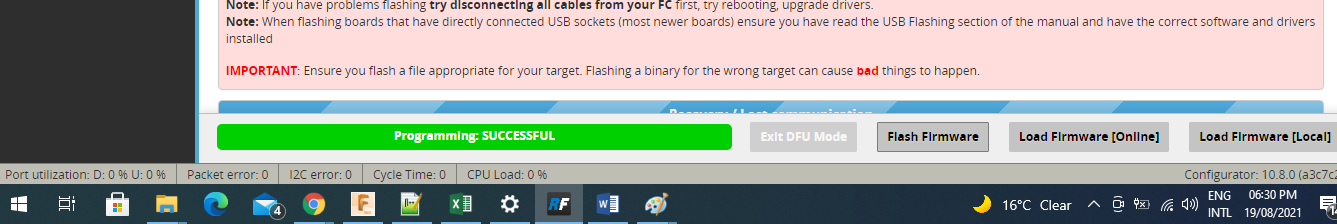 Note: If you have problems flashing try disconnecting all cables from your FC first, try rebooting, upgrade drivers.
Note: When flashing boards that have directly connected USB sockets (most newer boards) ensure you have read the USB Flashing section of the manual and have the correct software and drivers
installed
IMPORTANT: Ensure you flash a file appropriate for your target. Flashing a binary for the wrong target can cause bad things to happen.
Recovery / Lost communication
Programming: SUCCESSFUL Exit DFU Mode Flash Firmware Load Firmware [Online] Load Firmware [Local]
Port utilization: D: 0 % U: 0 % Packet error: 0 I2C error: 0 Cycle Time: 0 CPU Load: 0 % Configurator: 10.8.0 (a3c7c2
4 16°C Clear ENG 06:30 PM
INTL 19/08/2021